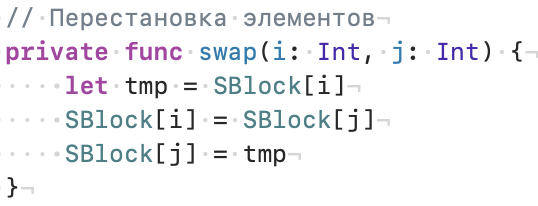 // Перестановка элементов
private func swap(i: Int, j: Int) {
    let tmp = SBlock[i]
    SBlock[i] = SBlock[j]
    SBlock[j] = tmp
}